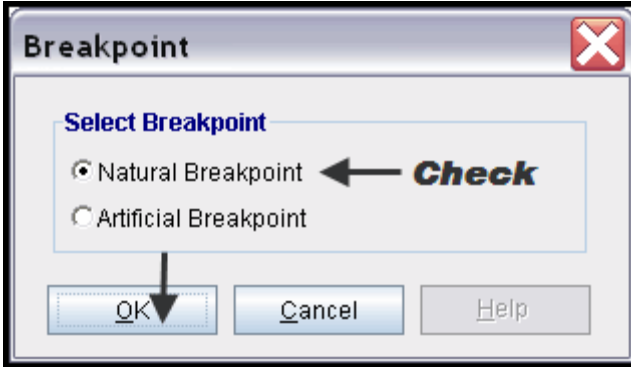 Breakpoint
Select Breakpoint
Natural Breakpoint Check
Artificial Breakpoint
OK Cancel Help